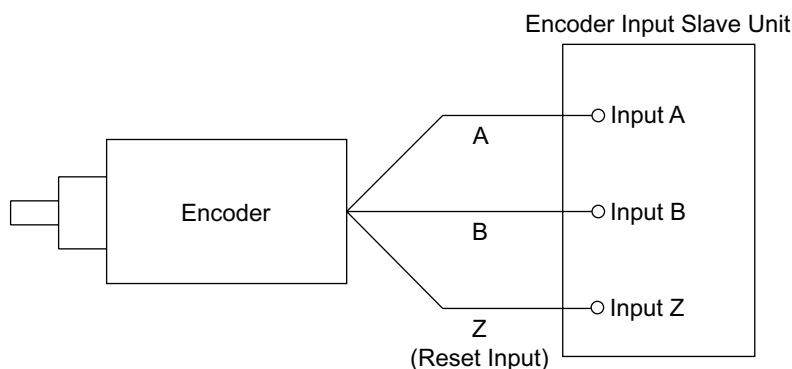 Encoder Input Slave Unit
Input A
A
Encoder
Input B
B
Input Z
Z
(Reset Input)